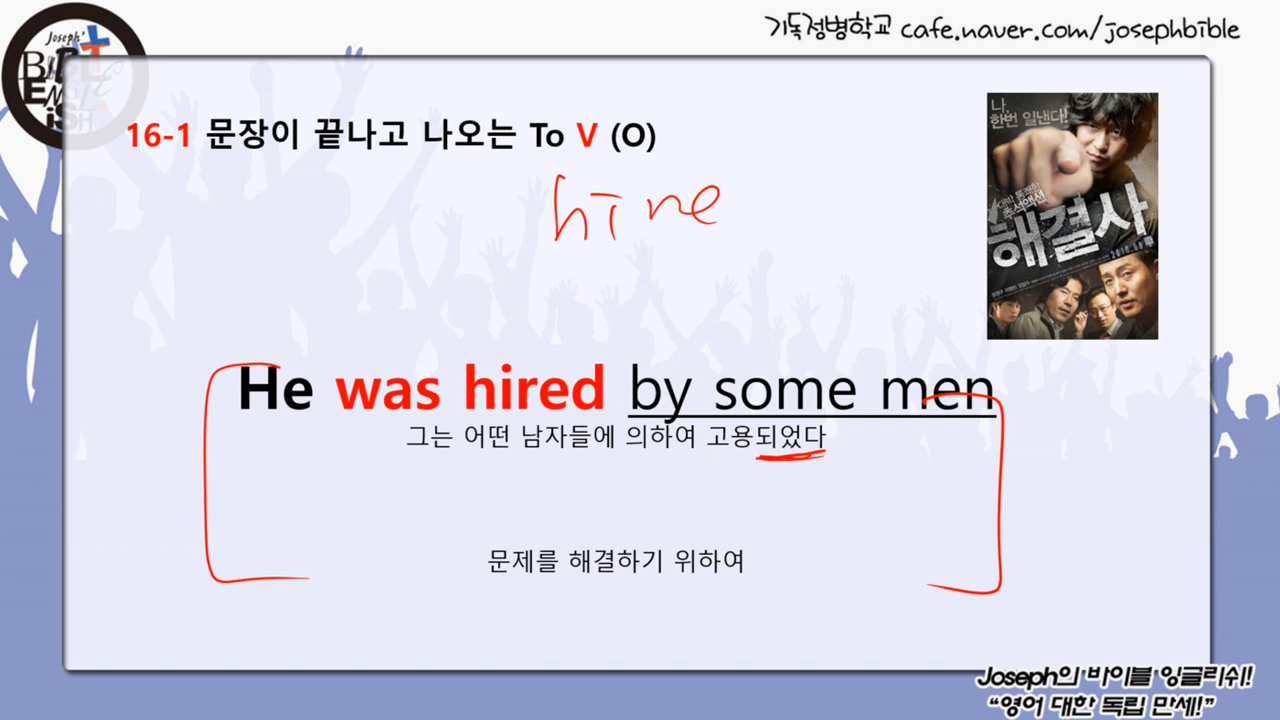 Joseph'
BIBLE
ENGLISH
기독정병학교 cafe.naver.com/josephbible
16-1 문장이 끝나고 나오는 To V (O)
hire
나,
한번 일낸다!
해결사
He was hired by some men
그는 어떤 남자들에 의하여 고용되었다
문제를 해결하기 위하여
Joseph의 바이블 잉글리쉬!
“영어 대한 독립 만세!”